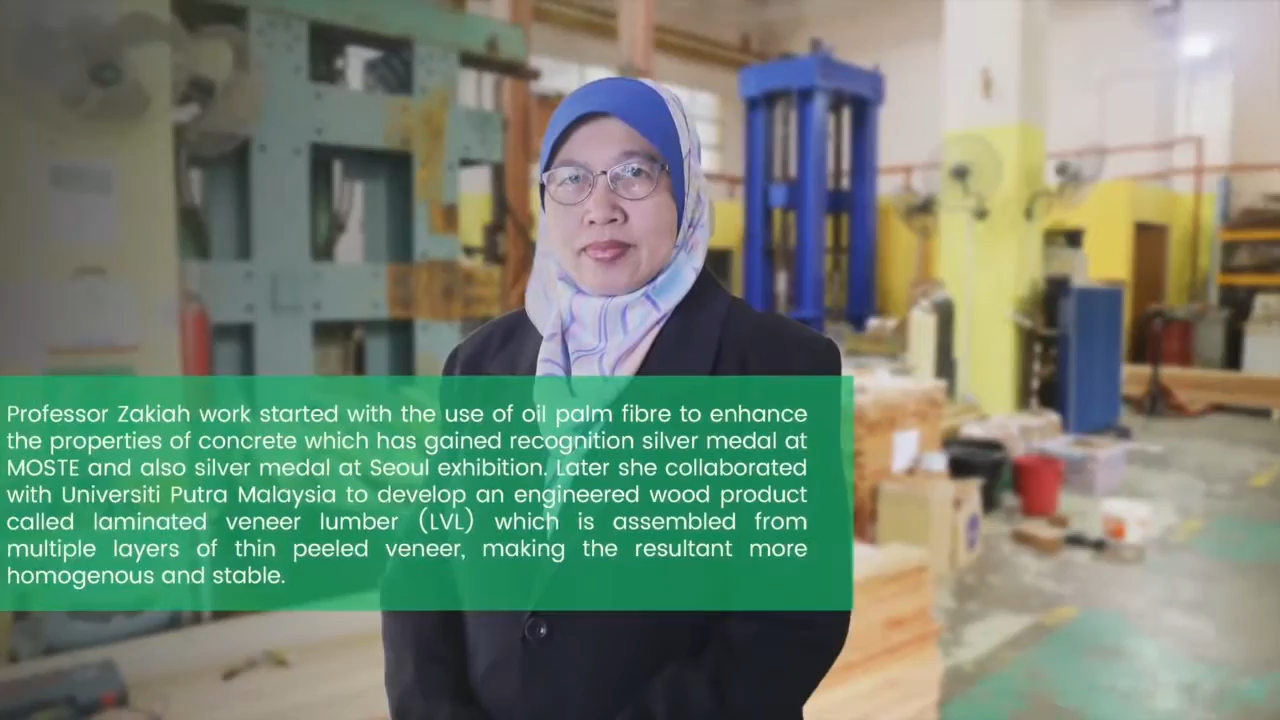 Professor Zakiah work started with the use of oil palm fibre to enhance
the properties of concrete which has gained recognition silver medal at
MOSTE and also silver medal at Seoul exhibition. Later she collaborated
with Universiti Putra Malaysia to develop an engineered wood product
called laminated veneer lumber (LVL) which is assembled from
multiple layers of thin peeled veneer, making the resultant more
homogenous and stable.